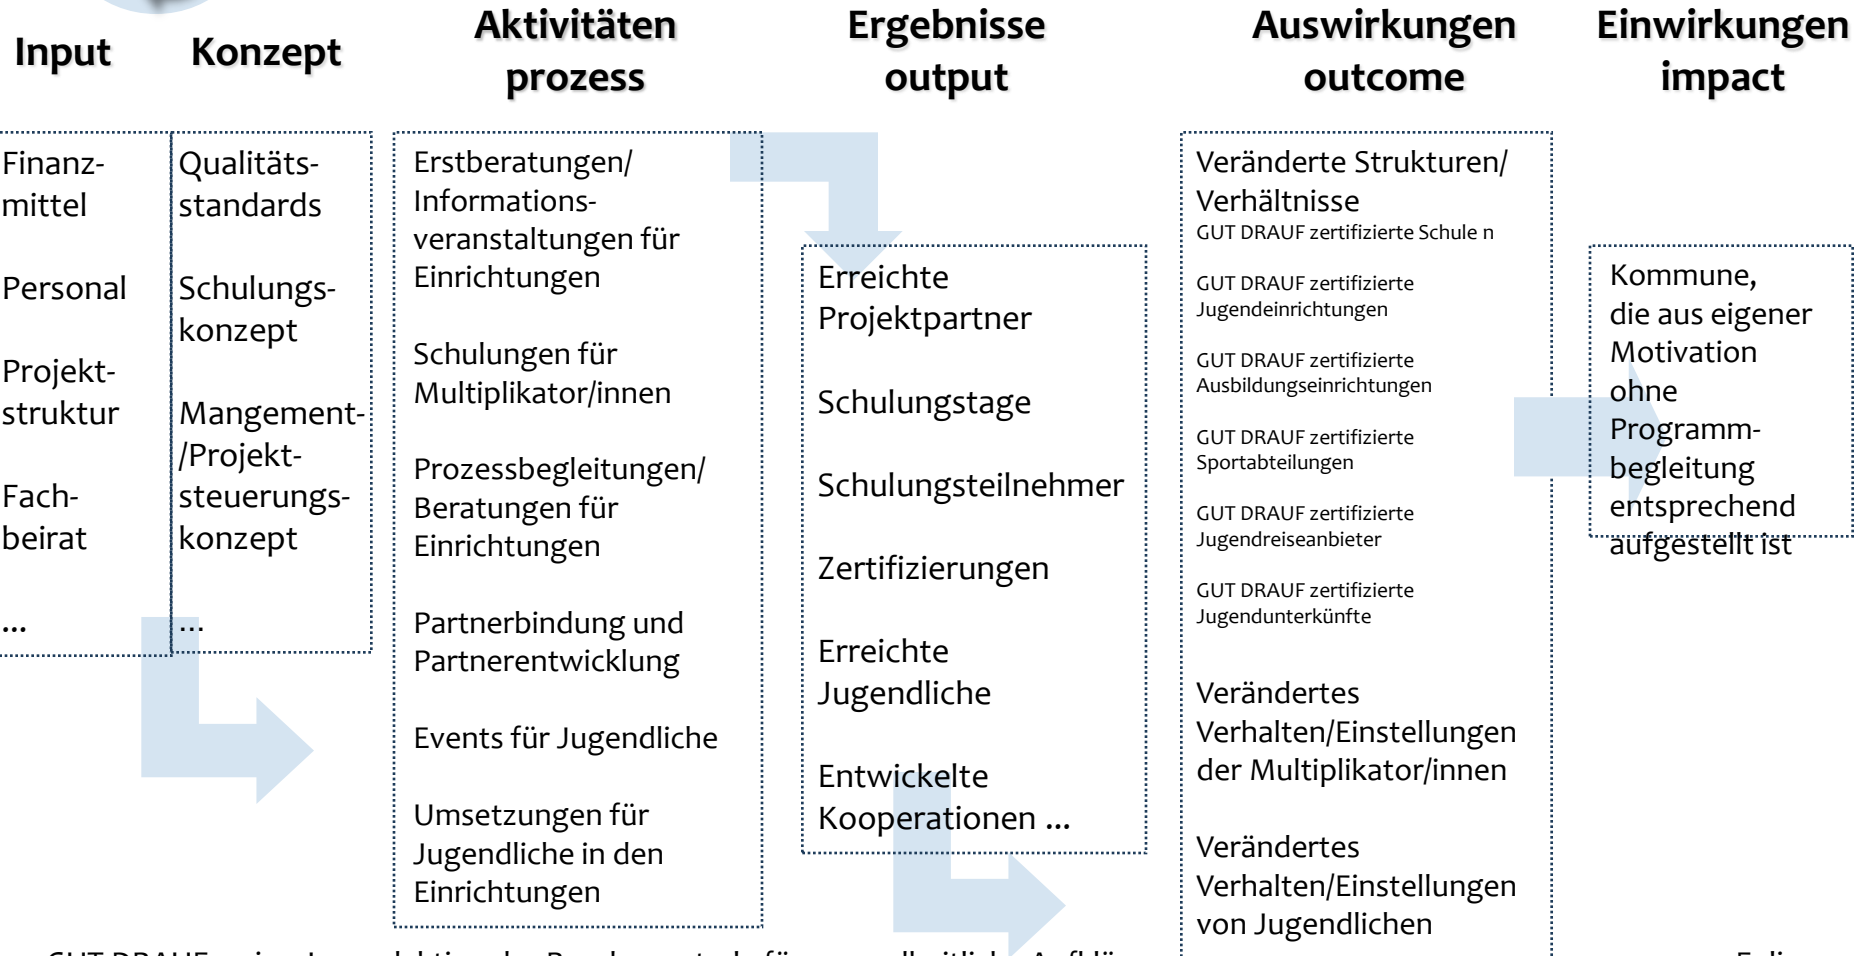 Input
Konzept
Aktivitäten
prozess
Ergebnisse
output
Auswirkungen
outcome
Einwirkungen
impact
Finanz-
mittel
Personal
Projekt-
struktur
Fach-
beirat
...
Qualitäts-
standards
Schulungs-
konzept
Mangement-
/Projekt-
steuerungs-
konzept
...
Erstberatungen/
Informations-
veranstaltungen für
Einrichtungen
Schulungen für
Multiplikator/innen
Prozessbegleitungen/
Beratungen für
Einrichtungen
Partnerbindung und
Partnerentwicklung
Events für Jugendliche
Umsetzungen für
Jugendliche in den
Einrichtungen
Erreichte
Projektpartner
Schulungstage
Schulungsteilnehmer
Zertifizierungen
Erreichte
Jugendliche
Entwickelte
Kooperationen ...
Veränderte Strukturen/
Verhältnisse
GUT DRAUF zertifizierte Schule n
GUT DRAUF zertifizierte
Jugendeinrichtungen
GUT DRAUF zertifizierte
Ausbildungseinrichtungen
GUT DRAUF zertifizierte
Sportabteilungen
GUT DRAUF zertifizierte
Jugendreiseanbieter
GUT DRAUF zertifizierte
Jugendunterkünfte
Verändertes
Verhalten/Einstellungen
der Multiplikator/innen
Verändertes
Verhalten/Einstellungen
von Jugendlichen
Kommune,
die aus eigener
Motivation
ohne
Programm-
begleitung
entsprechend
aufgestellt ist